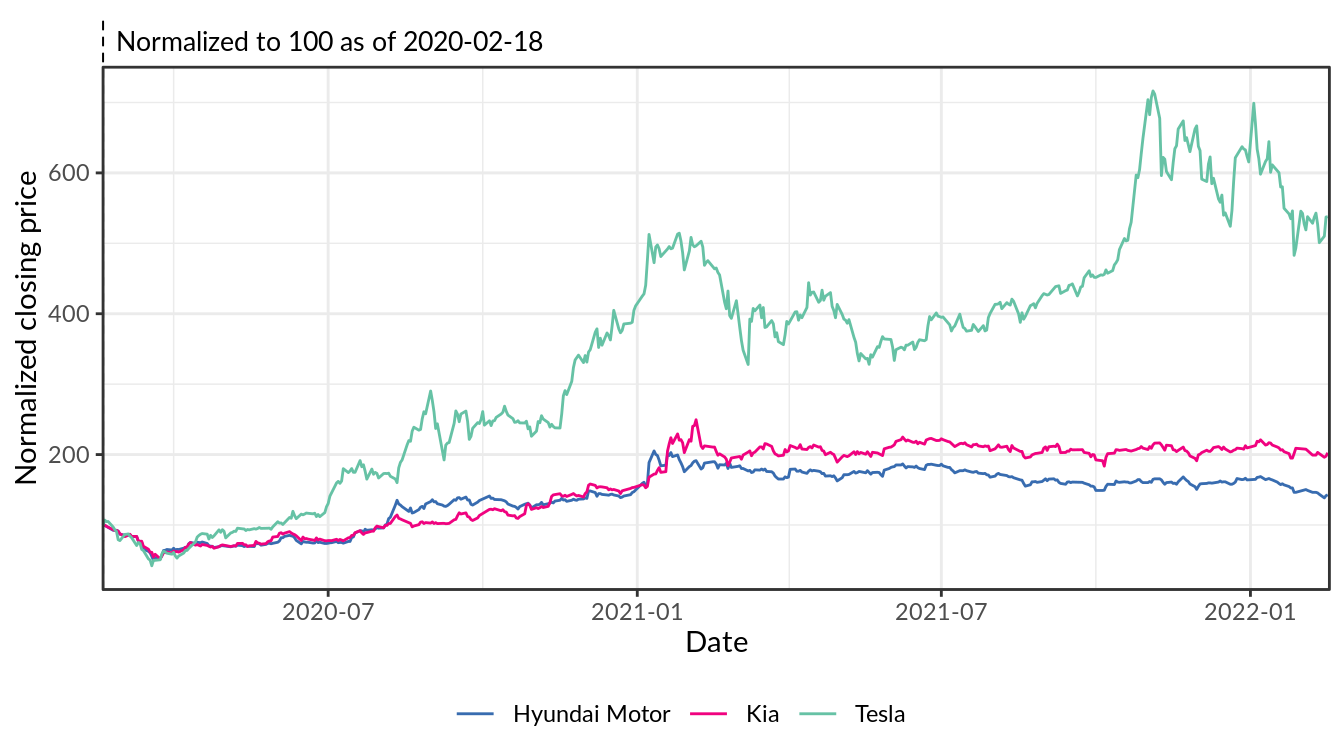 Normalized to 100 as of 2020-02-18
Normalized closing price
600
400
200
2020-07
2021-01
2021-07
2022-01
Date
Hyundai Motor
Kia
Tesla